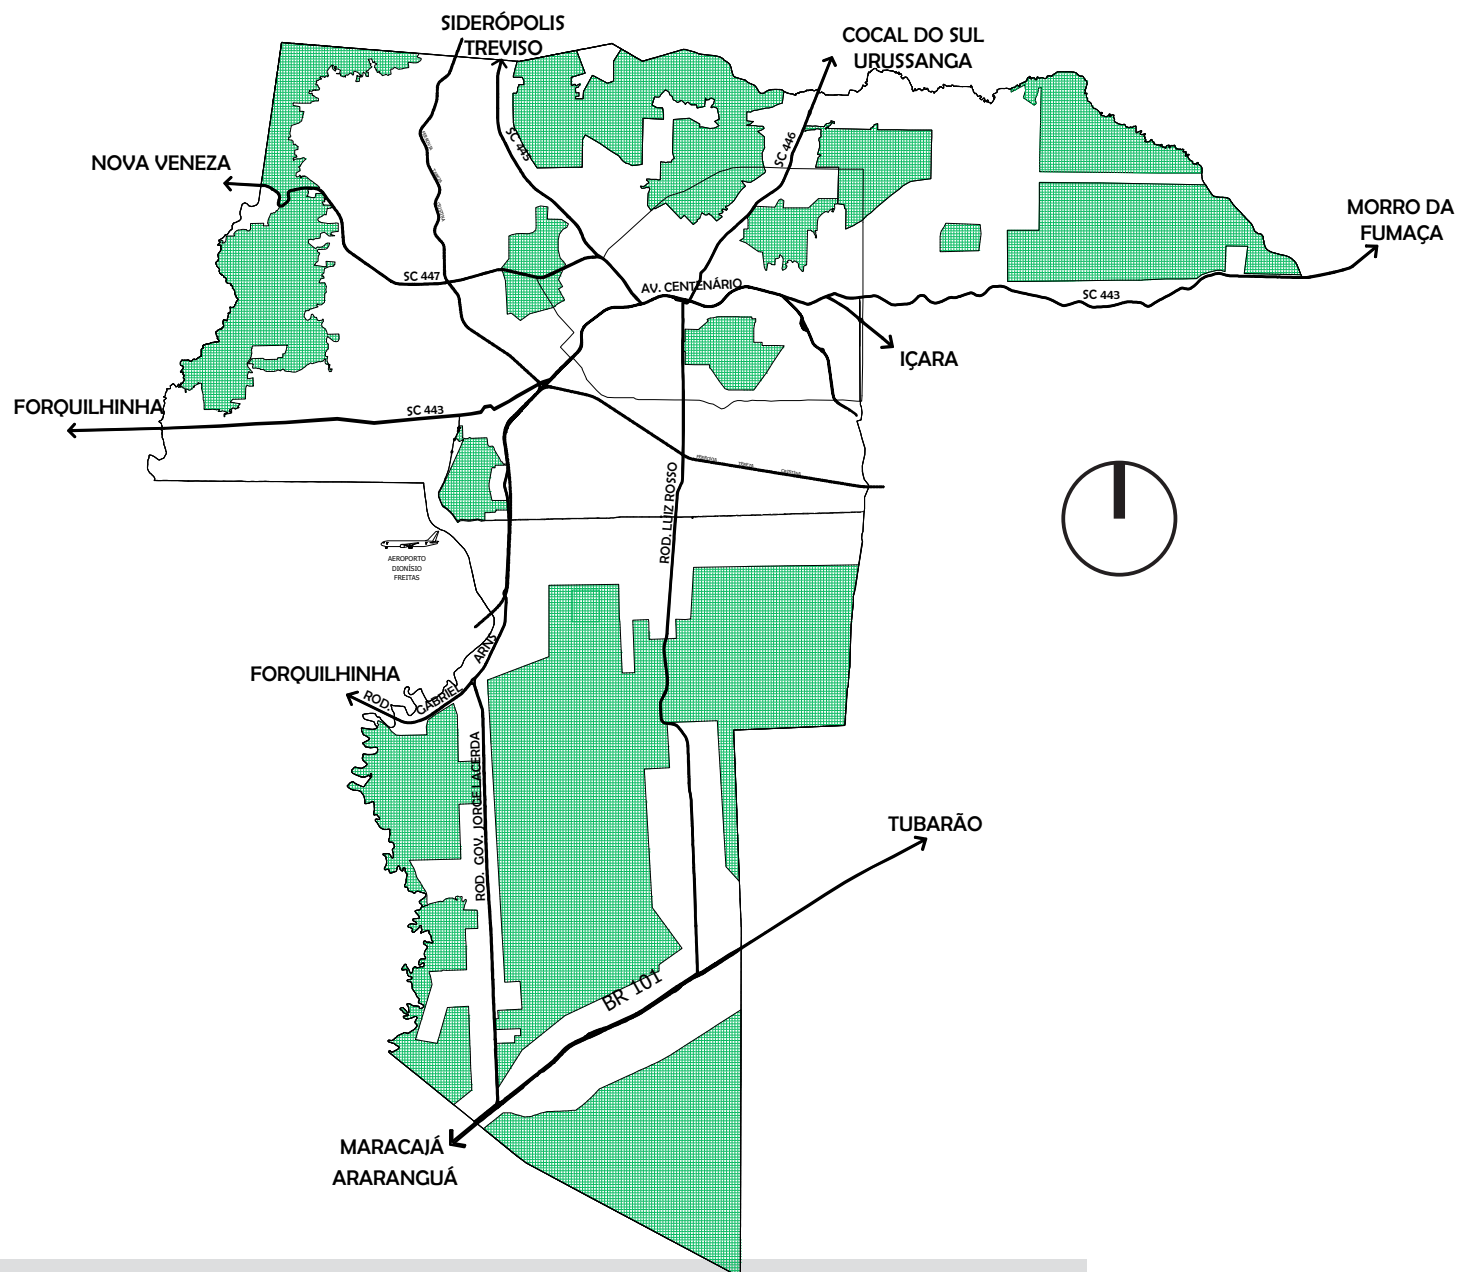 SIDERÓPOLIS
TREVISO
COCAL DO SUL
URUSSANGA
SC 445
SC 446
NOVA VENEZA
MORRO DA
FUMAÇA
SC 447
AV. CENTENÁRIO
SC 443
IÇARA
FORQUILHINHA
SC 443
ROD. LUIZ ROSSO
AEROPORTO
DIONÍSIO
FREITAS
FORQUILHINHA
ROD. GABRIEL ARNS
ROD. GOV. JORGE LACERDA
TUBARÃO
BR 101
MARACAJÁ
ARARANGUÁ